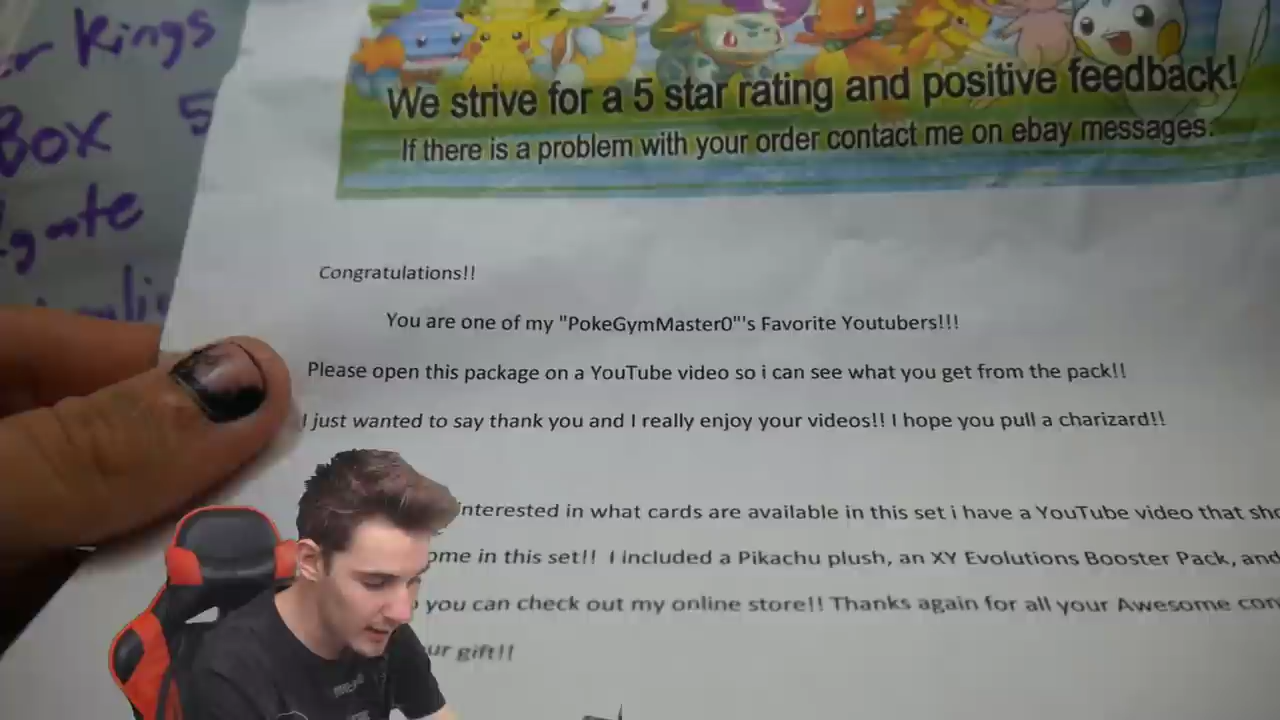 Kings
Box 5
We strive for a 5 star rating and positive feedback!
If there is a problem with your order contact me on ebay messages.
Congratulations!!
You are one of my "PokeGymMaster0"'s Favorite Youtubers!!!
Please open this package on a YouTube video so i can see what you get from the pack!!
I just wanted to say thank you and I really enjoy your videos!! I hope you pull a charizard!!
interested in what cards are available in this set i have a YouTube video that
in this set!! I included a Pikachu plush, an XY Evolutions Booster Pack, and
you can check out my online store!! Thanks again for all your Awesome
gift!!